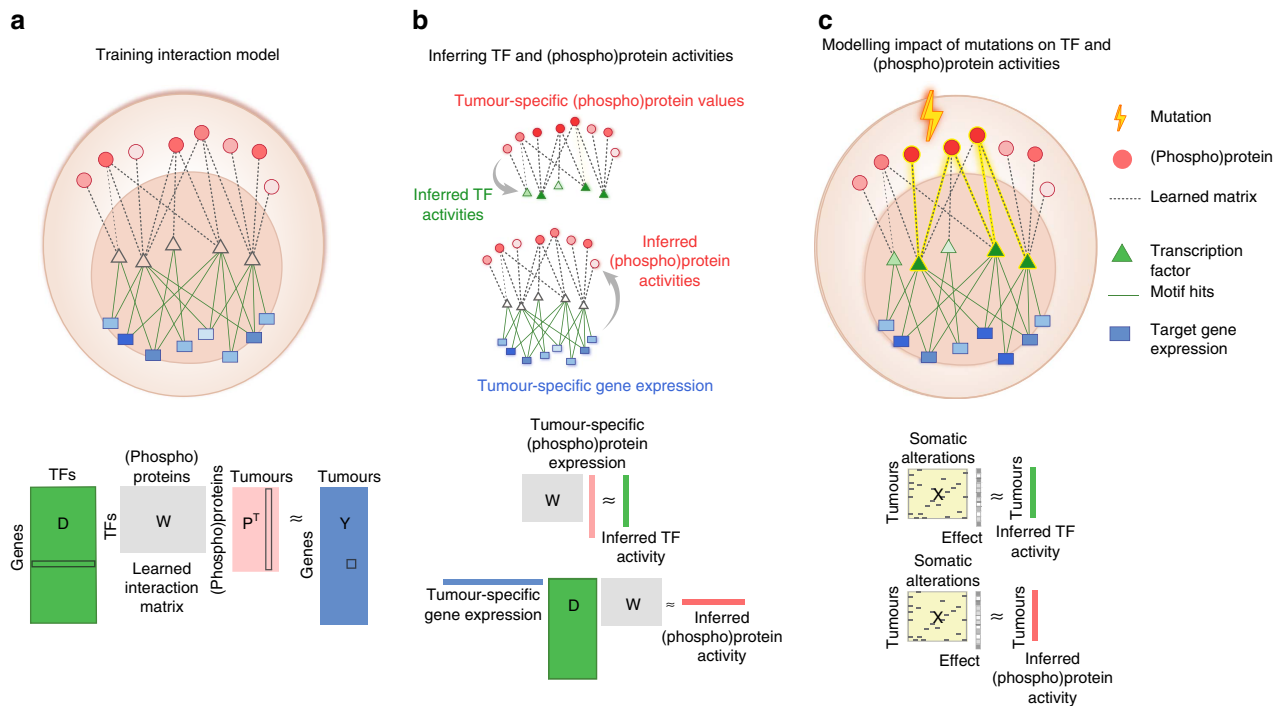 a
Training interaction model
TFs
(Phospho)
proteins
Tumours
Tumours
Genes
D
TFs
W
(Phospho)proteins
P^T
≈
Genes
Y
Learned
interaction
matrix
b
Inferring TF and (phospho)protein activities
Tumour-specific (phospho)protein values
Inferred TF
activities
Inferred
(phospho)protein
activities
Tumour-specific gene expression
Tumour-specific
(phospho)protein
expression
W
≈
Inferred TF
activity
Tumour-specific
gene expression
D
W
≈
Inferred
(phospho)protein
activity
c
Modelling impact of mutations on TF and
(phospho)protein activities
Mutation
(Phospho)protein
Learned matrix
Transcription
factor
Motif hits
Target gene
expression
Somatic
alterations
Tumours
X
≈
Tumours
Effect
Inferred TF
activity
Somatic
alterations
Tumours
X
≈
Tumours
Effect
Inferred
(phospho)protein
activity